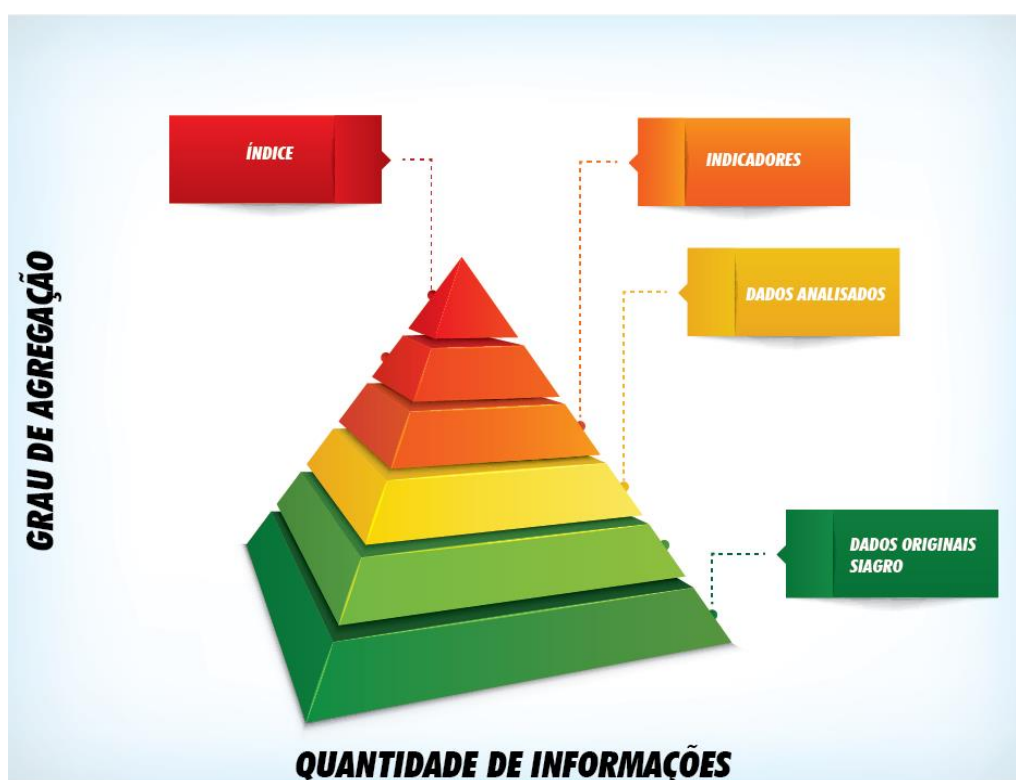 ÍNDICE
INDICADORES
DADOS ANALISADOS
GRAU DE AGREGAÇÃO
DADOS ORIGINAIS
SIAGRO
QUANTIDADE DE INFORMAÇÕES